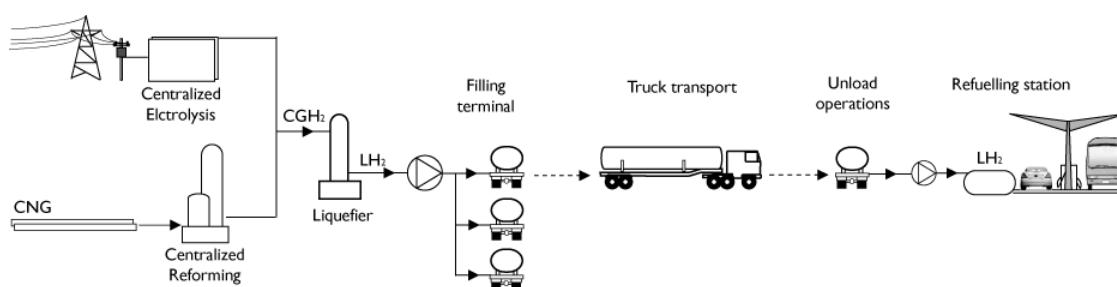 Centralized
Elctrolysis
CNG
Centralized
Reforming
CGH₂
Liquefier
LH₂
Filling
terminal
Truck transport
Unload
operations
Refuelling station
LH₂